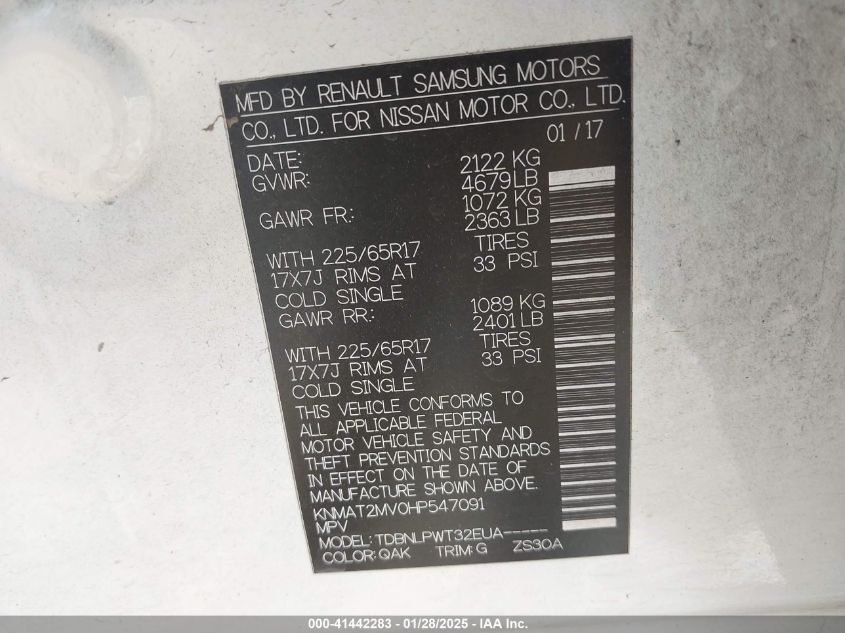 MFD BY RENAULT SAMSUNG MOTORS
CO., LTD. FOR NISSAN MOTOR CO., LTD.
DATE: 01 / 17
GVWR: 2122 KG
4679 LB
GAWR FR: 1072 KG
2363 LB
WITH 225/65R17 TIRES
17X7J RIMS AT 33 PSI
COLD SINGLE
GAWR RR: 1089 KG
2401 LB
WITH 225/65R17 TIRES
17X7J RIMS AT 33 PSI
COLD SINGLE
THIS VEHICLE CONFORMS TO
ALL APPLICABLE FEDERAL
MOTOR VEHICLE SAFETY AND
THEFT PREVENTION STANDARDS
IN EFFECT ON THE DATE OF
MANUFACTURE SHOWN ABOVE.
KNMAT2MV0HP547091
MPV
MODEL: TDBNLPWT32EUA-----
COLOR: QAK TRIM: G ZS30A
000-41442283 - 01/28/2025 - IAA Inc.